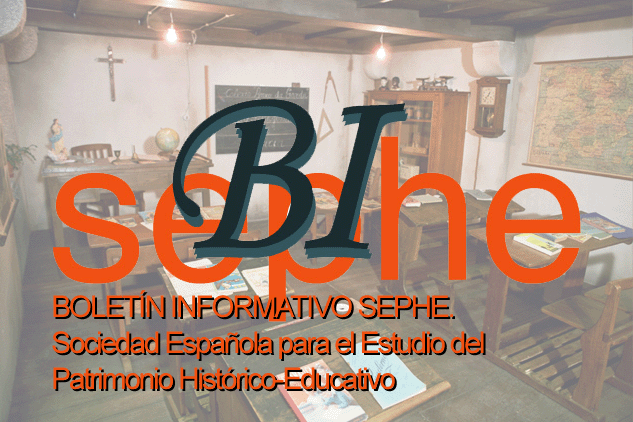 BI
sephe
BOLETÍN INFORMATIVO SEPHE.
Sociedad Española para el Estudio del
Patrimonio Histórico-Educativo